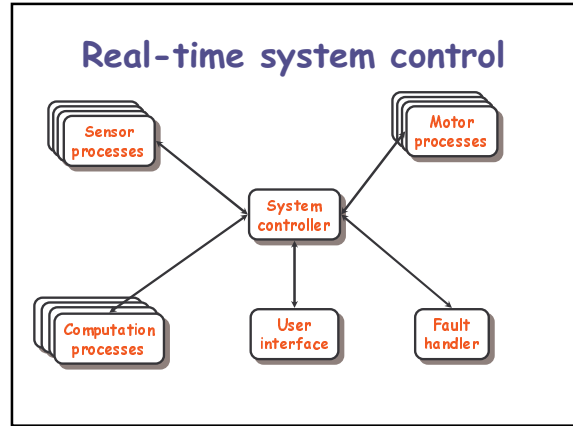 Real-time system control
Sensor
processes
Motor
processes
System
controller
Computation
processes
User
interface
Fault
handler